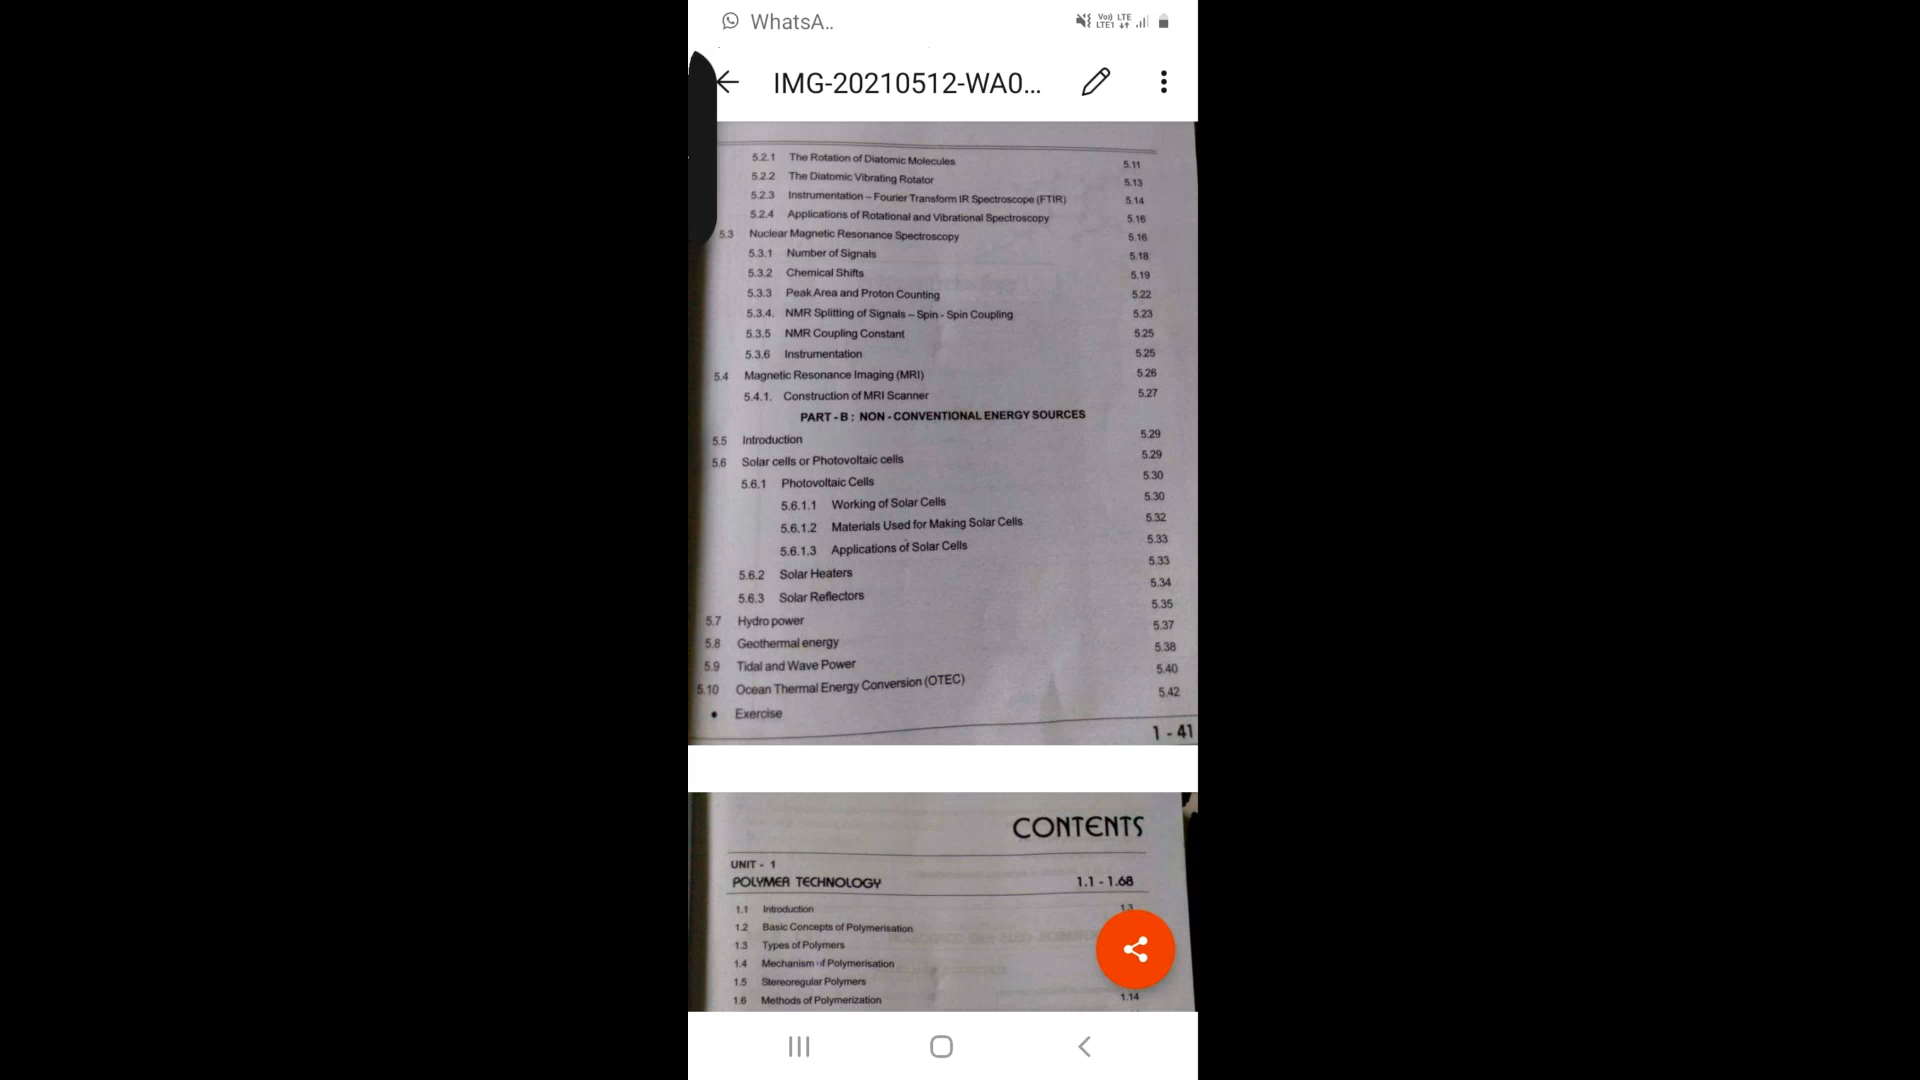 WhatsA..
Vo) LTE
LTE1
IMG-20210512-WA0...
5.2.1 The Rotation of Diatomic Molecules 5.11
5.2.2 The Diatomic Vibrating Rotator 5.13
5.2.3 Instrumentation – Fourier Transform IR Spectroscope (FTIR) 5.14
5.2.4 Applications of Rotational and Vibrational Spectroscopy 5.16
5.3 Nuclear Magnetic Resonance Spectroscopy 5.16
5.3.1 Number of Signals 5.18
5.3.2 Chemical Shifts 5.19
5.3.3 Peak Area and Proton Counting 5.22
5.3.4. NMR Splitting of Signals – Spin - Spin Coupling 5.23
5.3.5 NMR Coupling Constant 5.25
5.3.6 Instrumentation 5.25
5.4 Magnetic Resonance Imaging (MRI) 5.26
5.4.1. Construction of MRI Scanner 5.27
PART - B : NON - CONVENTIONAL ENERGY SOURCES
5.5 Introduction 5.29
5.6 Solar cells or Photovoltaic cells 5.29
5.6.1 Photovoltaic Cells 5.30
5.6.1.1 Working of Solar Cells 5.30
5.6.1.2 Materials Used for Making Solar Cells 5.32
5.6.1.3 Applications of Solar Cells 5.33
5.6.2 Solar Heaters 5.33
5.6.3 Solar Reflectors 5.34
5.7 Hydro power 5.35
5.8 Geothermal energy 5.37
5.9 Tidal and Wave Power 5.38
5.10 Ocean Thermal Energy Conversion (OTEC) 5.40
• Exercise 5.42
1 - 41
CONTENTS
UNIT - 1
POLYMER TECHNOLOGY 1.1 - 1.68
1.1 Introduction 1.3
1.2 Basic Concepts of Polymerisation
1.3 Types of Polymers
1.4 Mechanism of Polymerisation
1.5 Stereoregular Polymers
1.6 Methods of Polymerization 1.14